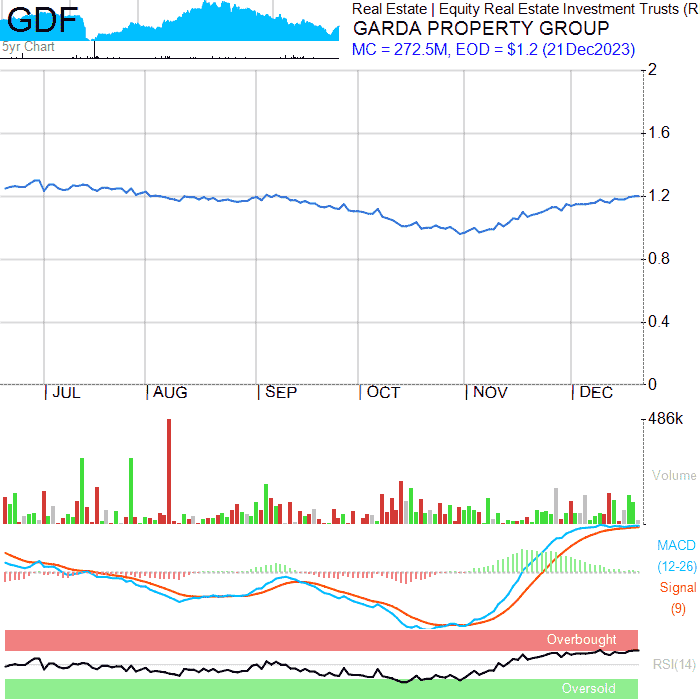 GDF
5yr Chart
Real Estate | Equity Real Estate Investment Trusts (R
GARDA PROPERTY GROUP
MC = 272.5M, EOD = $1.2 (21Dec2023)
2
1.6
1.2
0.8
0.4
0
JUL AUG SEP OCT NOV DEC
486k
Volume
MACD
(12-26)
Signal
(9)
Overbought
RSI(14)
Oversold